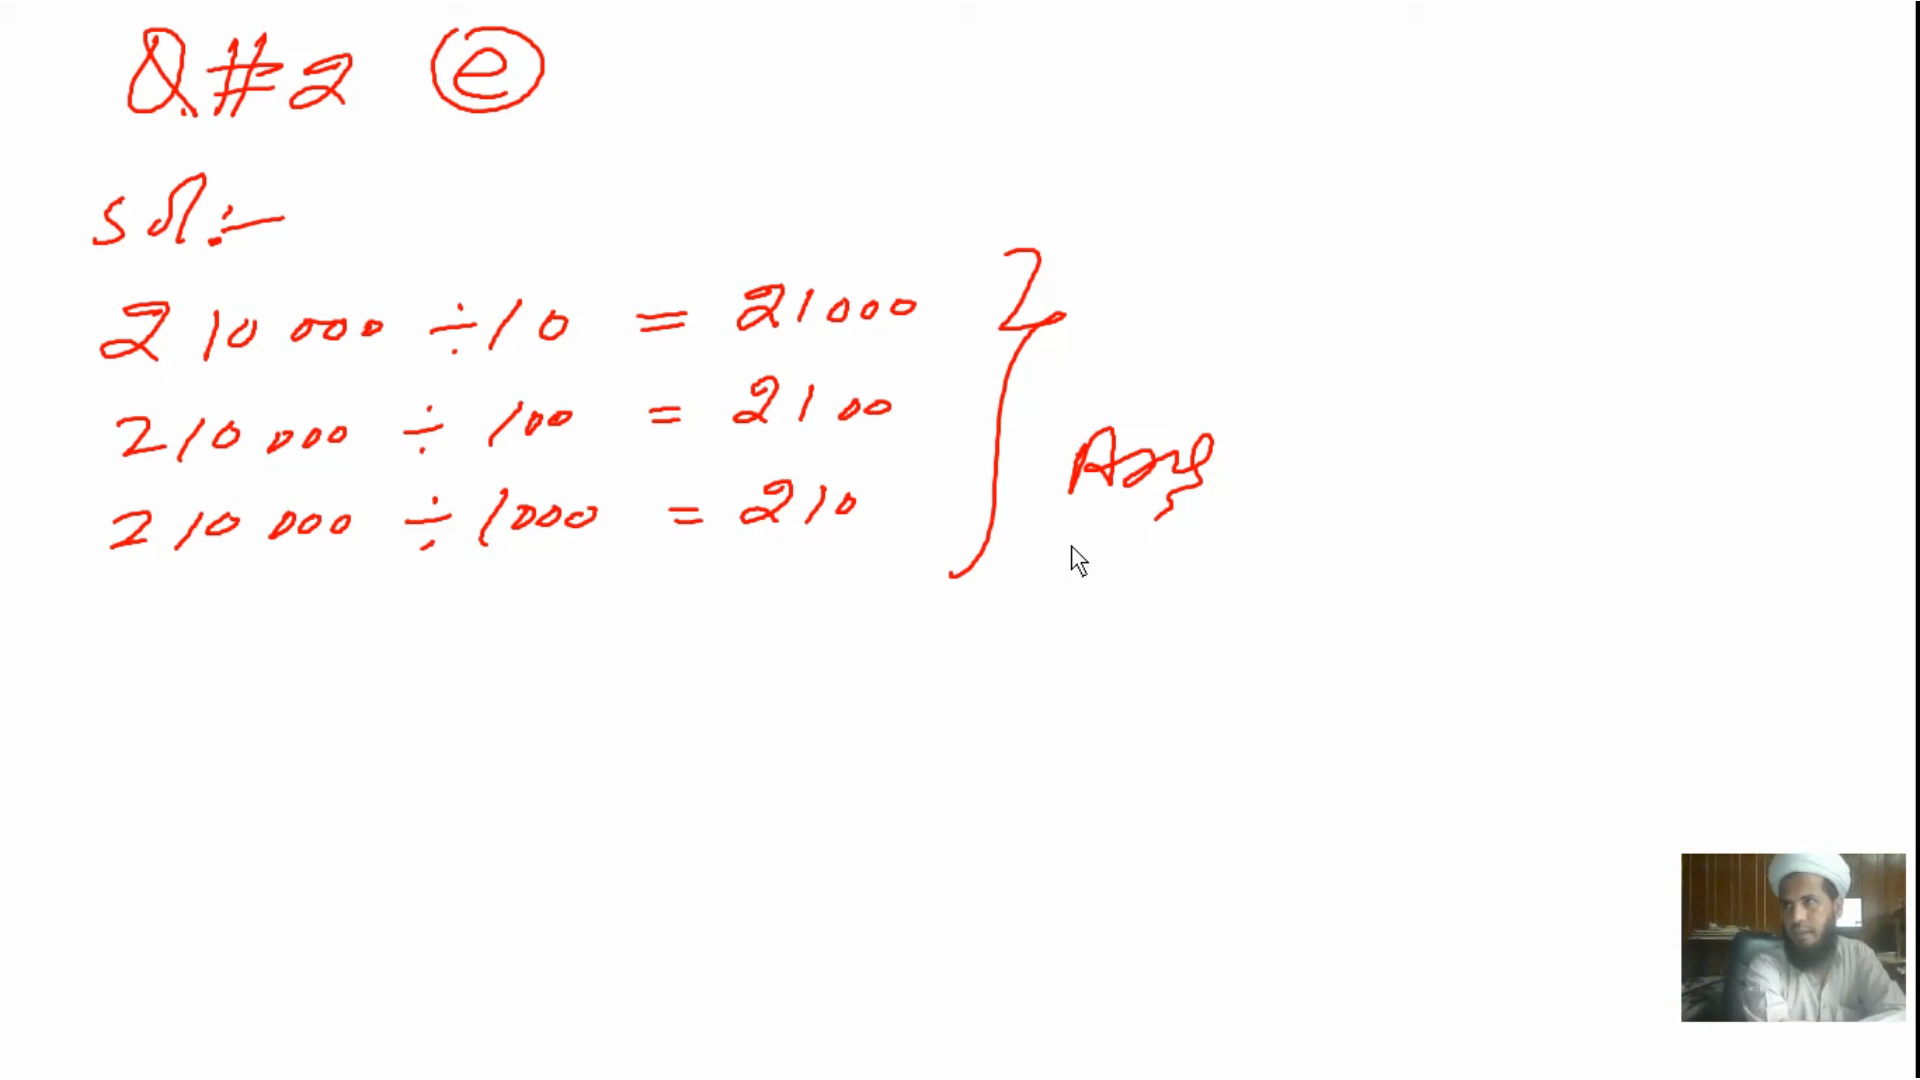 Q#2 e
sol:-
210000 ÷ 10 = 21000
210000 ÷ 100 = 2100
210000 ÷ 1000 = 210
Ans